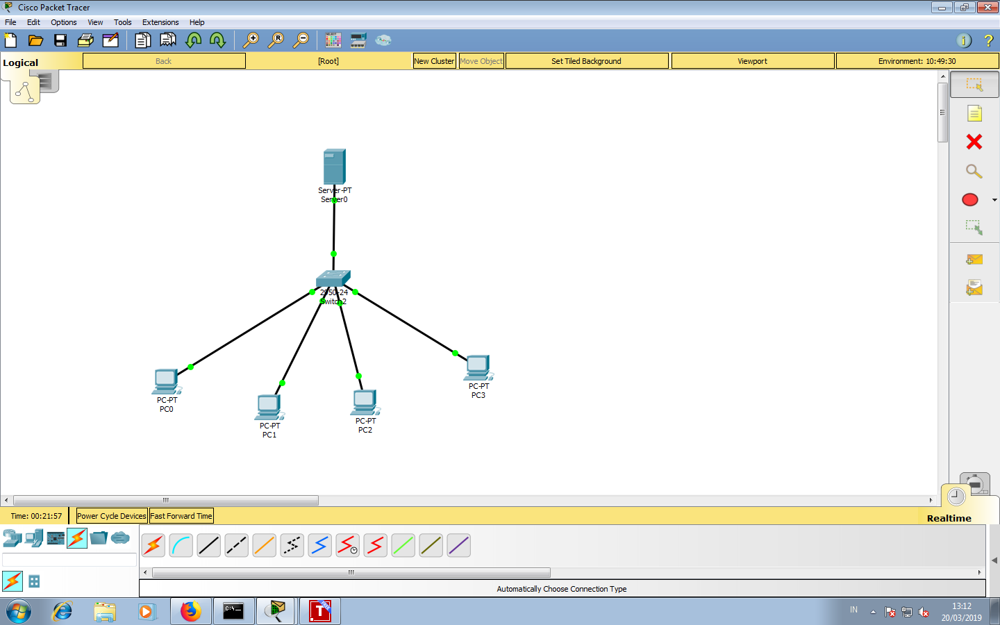 Cisco Packet Tracer
File Edit Options View Tools Extensions Help
Logical Back [Root] New Cluster Move Object Set Tiled Background Viewport Environment: 10:49:30
Server-PT
Server0
2950-24
Switch2
PC-PT
PC3
PC-PT
PC0
PC-PT
PC2
PC-PT
PC1
Time: 00:21:57 Power Cycle Devices Fast Forward Time Realtime
Automatically Choose Connection Type
IN 13:12
20/03/2019